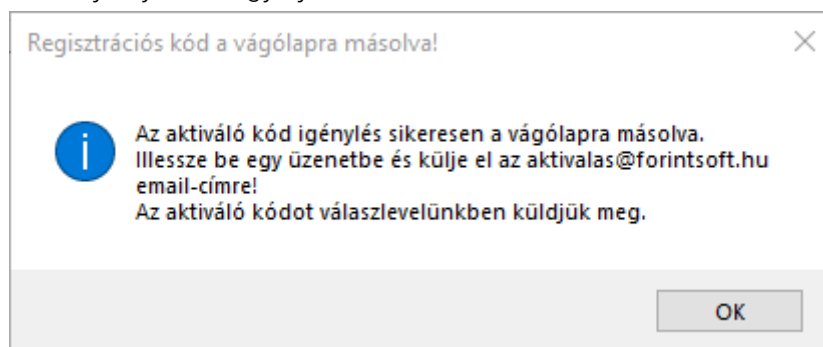 Regisztrációs kód a vágólapra másolva!
Az aktiváló kód igénylés sikeresen a vágólapra másolva.
Illessze be egy üzenetbe és külje el az aktivalas@forintsoft.hu
email-címre!
Az aktiváló kódot válaszlevelünkben küldjük meg.
OK